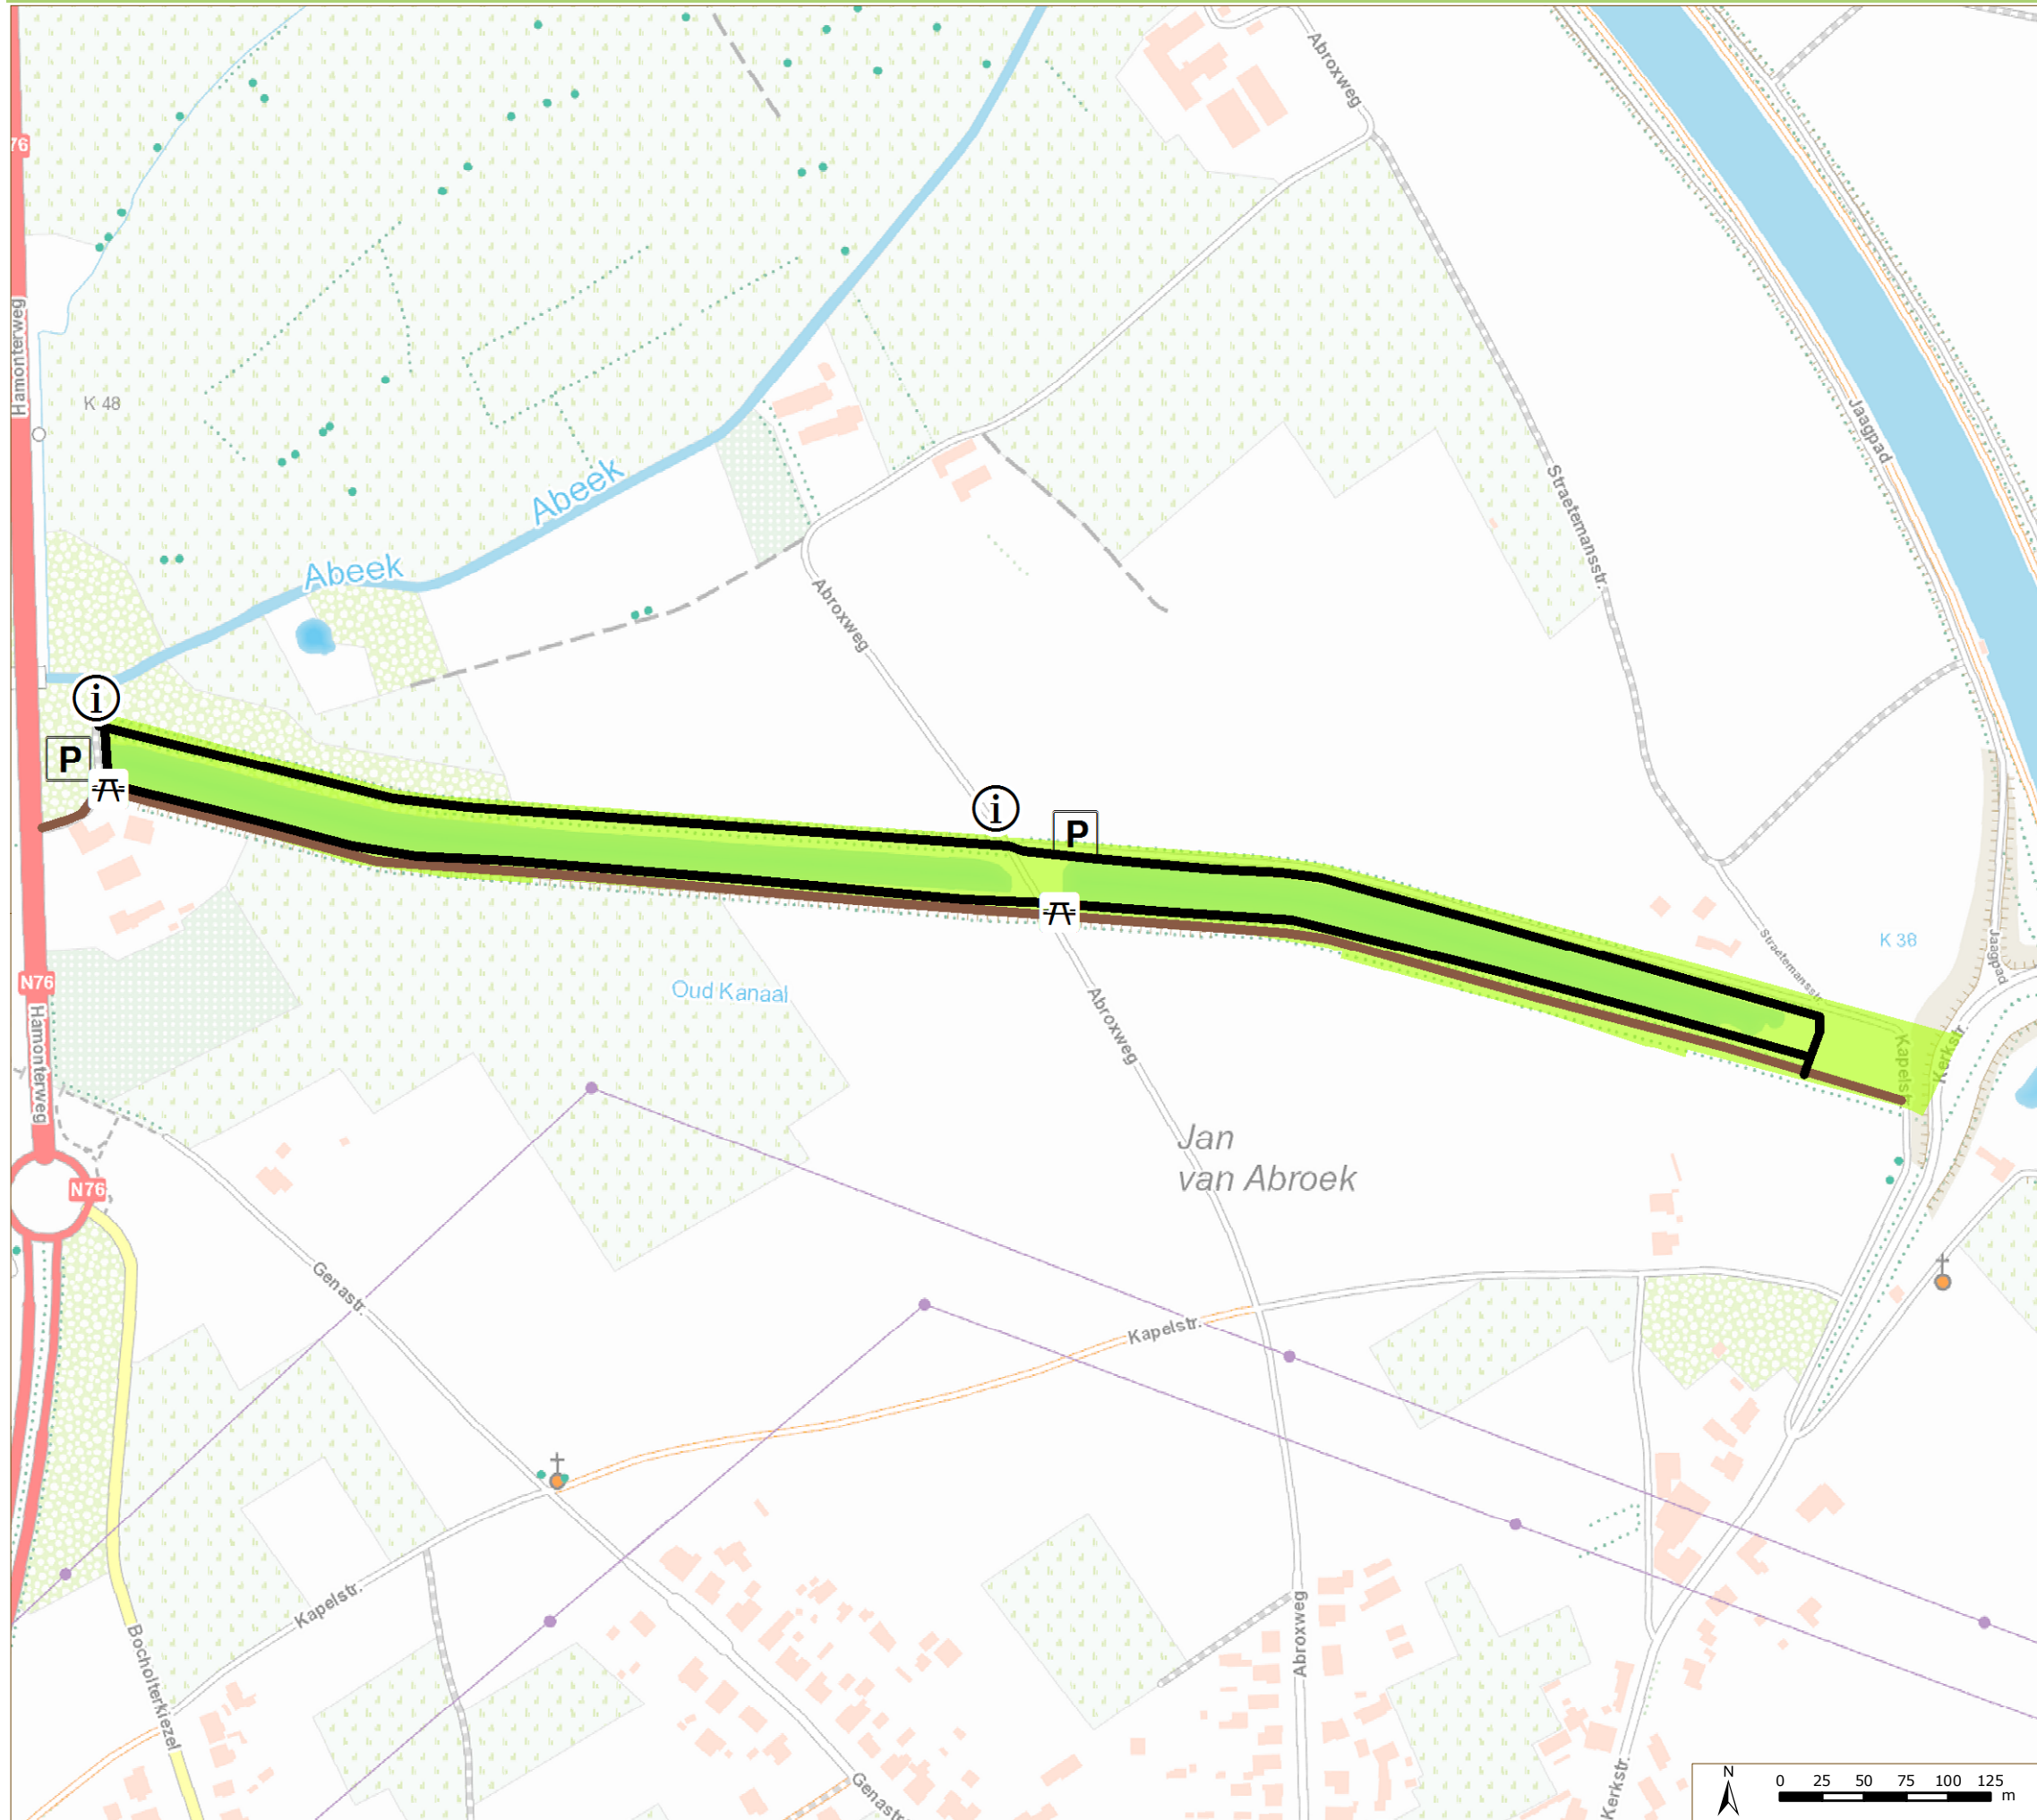 Abroxweg
76
Hamonterweg
K 48
Jaagpad
Abeek
Straetemansstr.
Abeek
Abroxweg
i
P
i
P
Straetemansstr.
K 38
Jaagpad
N76
Oud Kanaal
Abroxweg
Hamonterweg
Kapelstr.
Kerkstr.
Jan
van Abroek
N76
Genastr.
Kapelstr.
Kapelstr.
Abroxweg
Bocholterkiezel
Kerkstr.
Genastr.
N
0 25 50 75 100 125
m